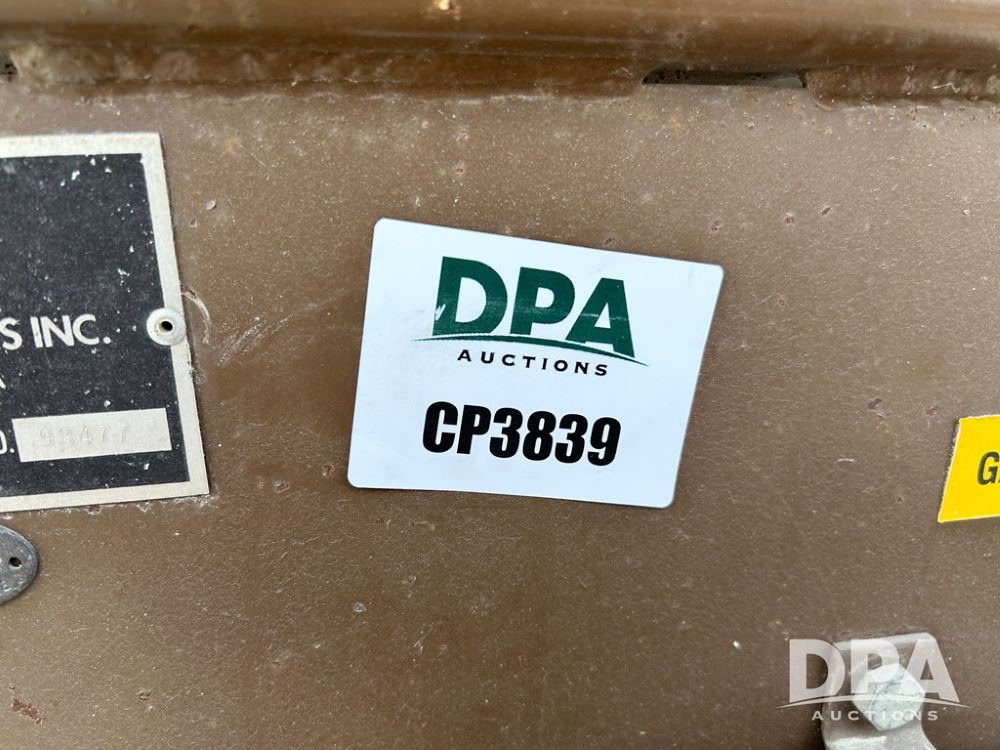 S INC.
93477
DPA
AUCTIONS
CP3839
G
DPA
AUCTIONS